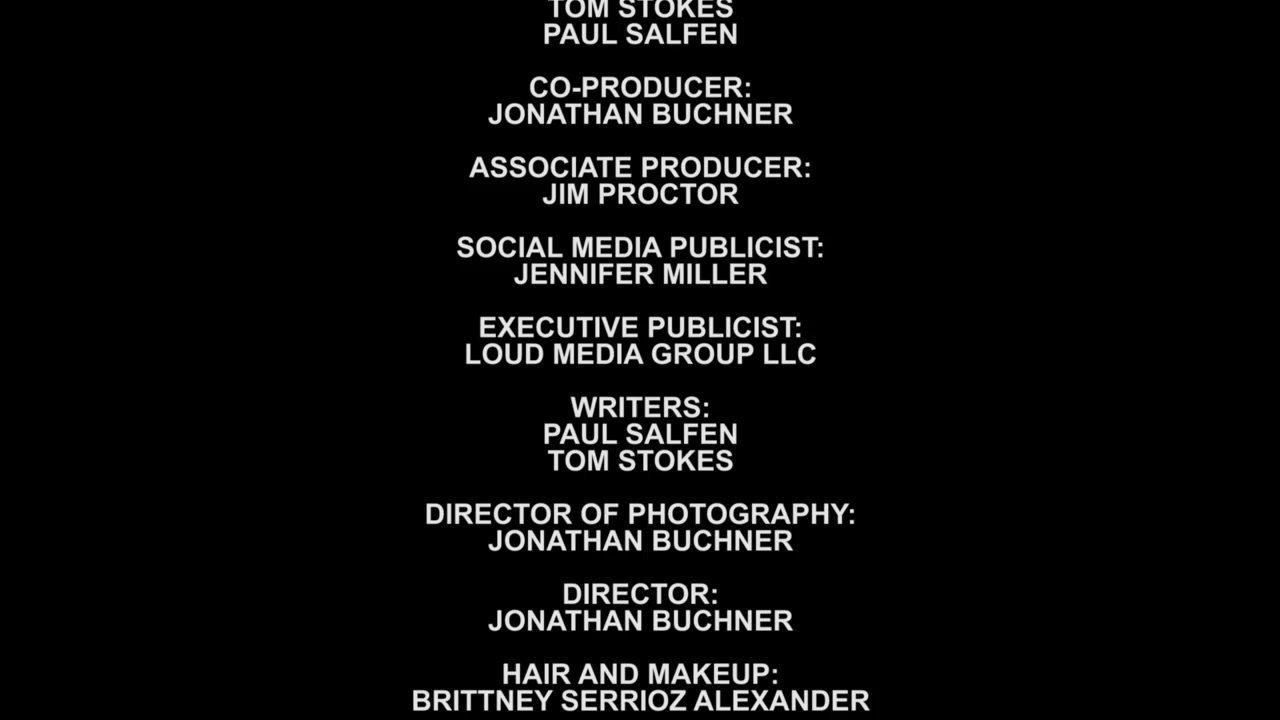 TOM STOKES
PAUL SALFEN
CO-PRODUCER:
JONATHAN BUCHNER
ASSOCIATE PRODUCER:
JIM PROCTOR
SOCIAL MEDIA PUBLICIST:
JENNIFER MILLER
EXECUTIVE PUBLICIST:
LOUD MEDIA GROUP LLC
WRITERS:
PAUL SALFEN
TOM STOKES
DIRECTOR OF PHOTOGRAPHY:
JONATHAN BUCHNER
DIRECTOR:
JONATHAN BUCHNER
HAIR AND MAKEUP:
BRITTNEY SERRIOZ ALEXANDER